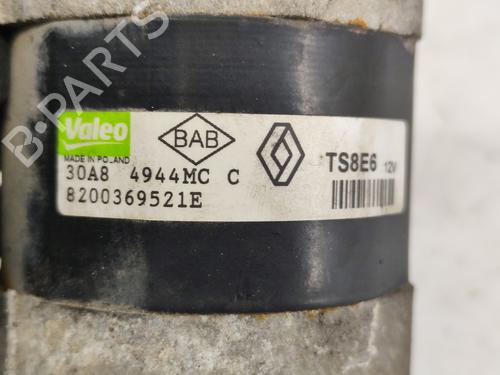 B-PARTS
Valeo
BAB
MADE IN POLAND
TS8E6 12V
30A8 4944MC C
8200369521E